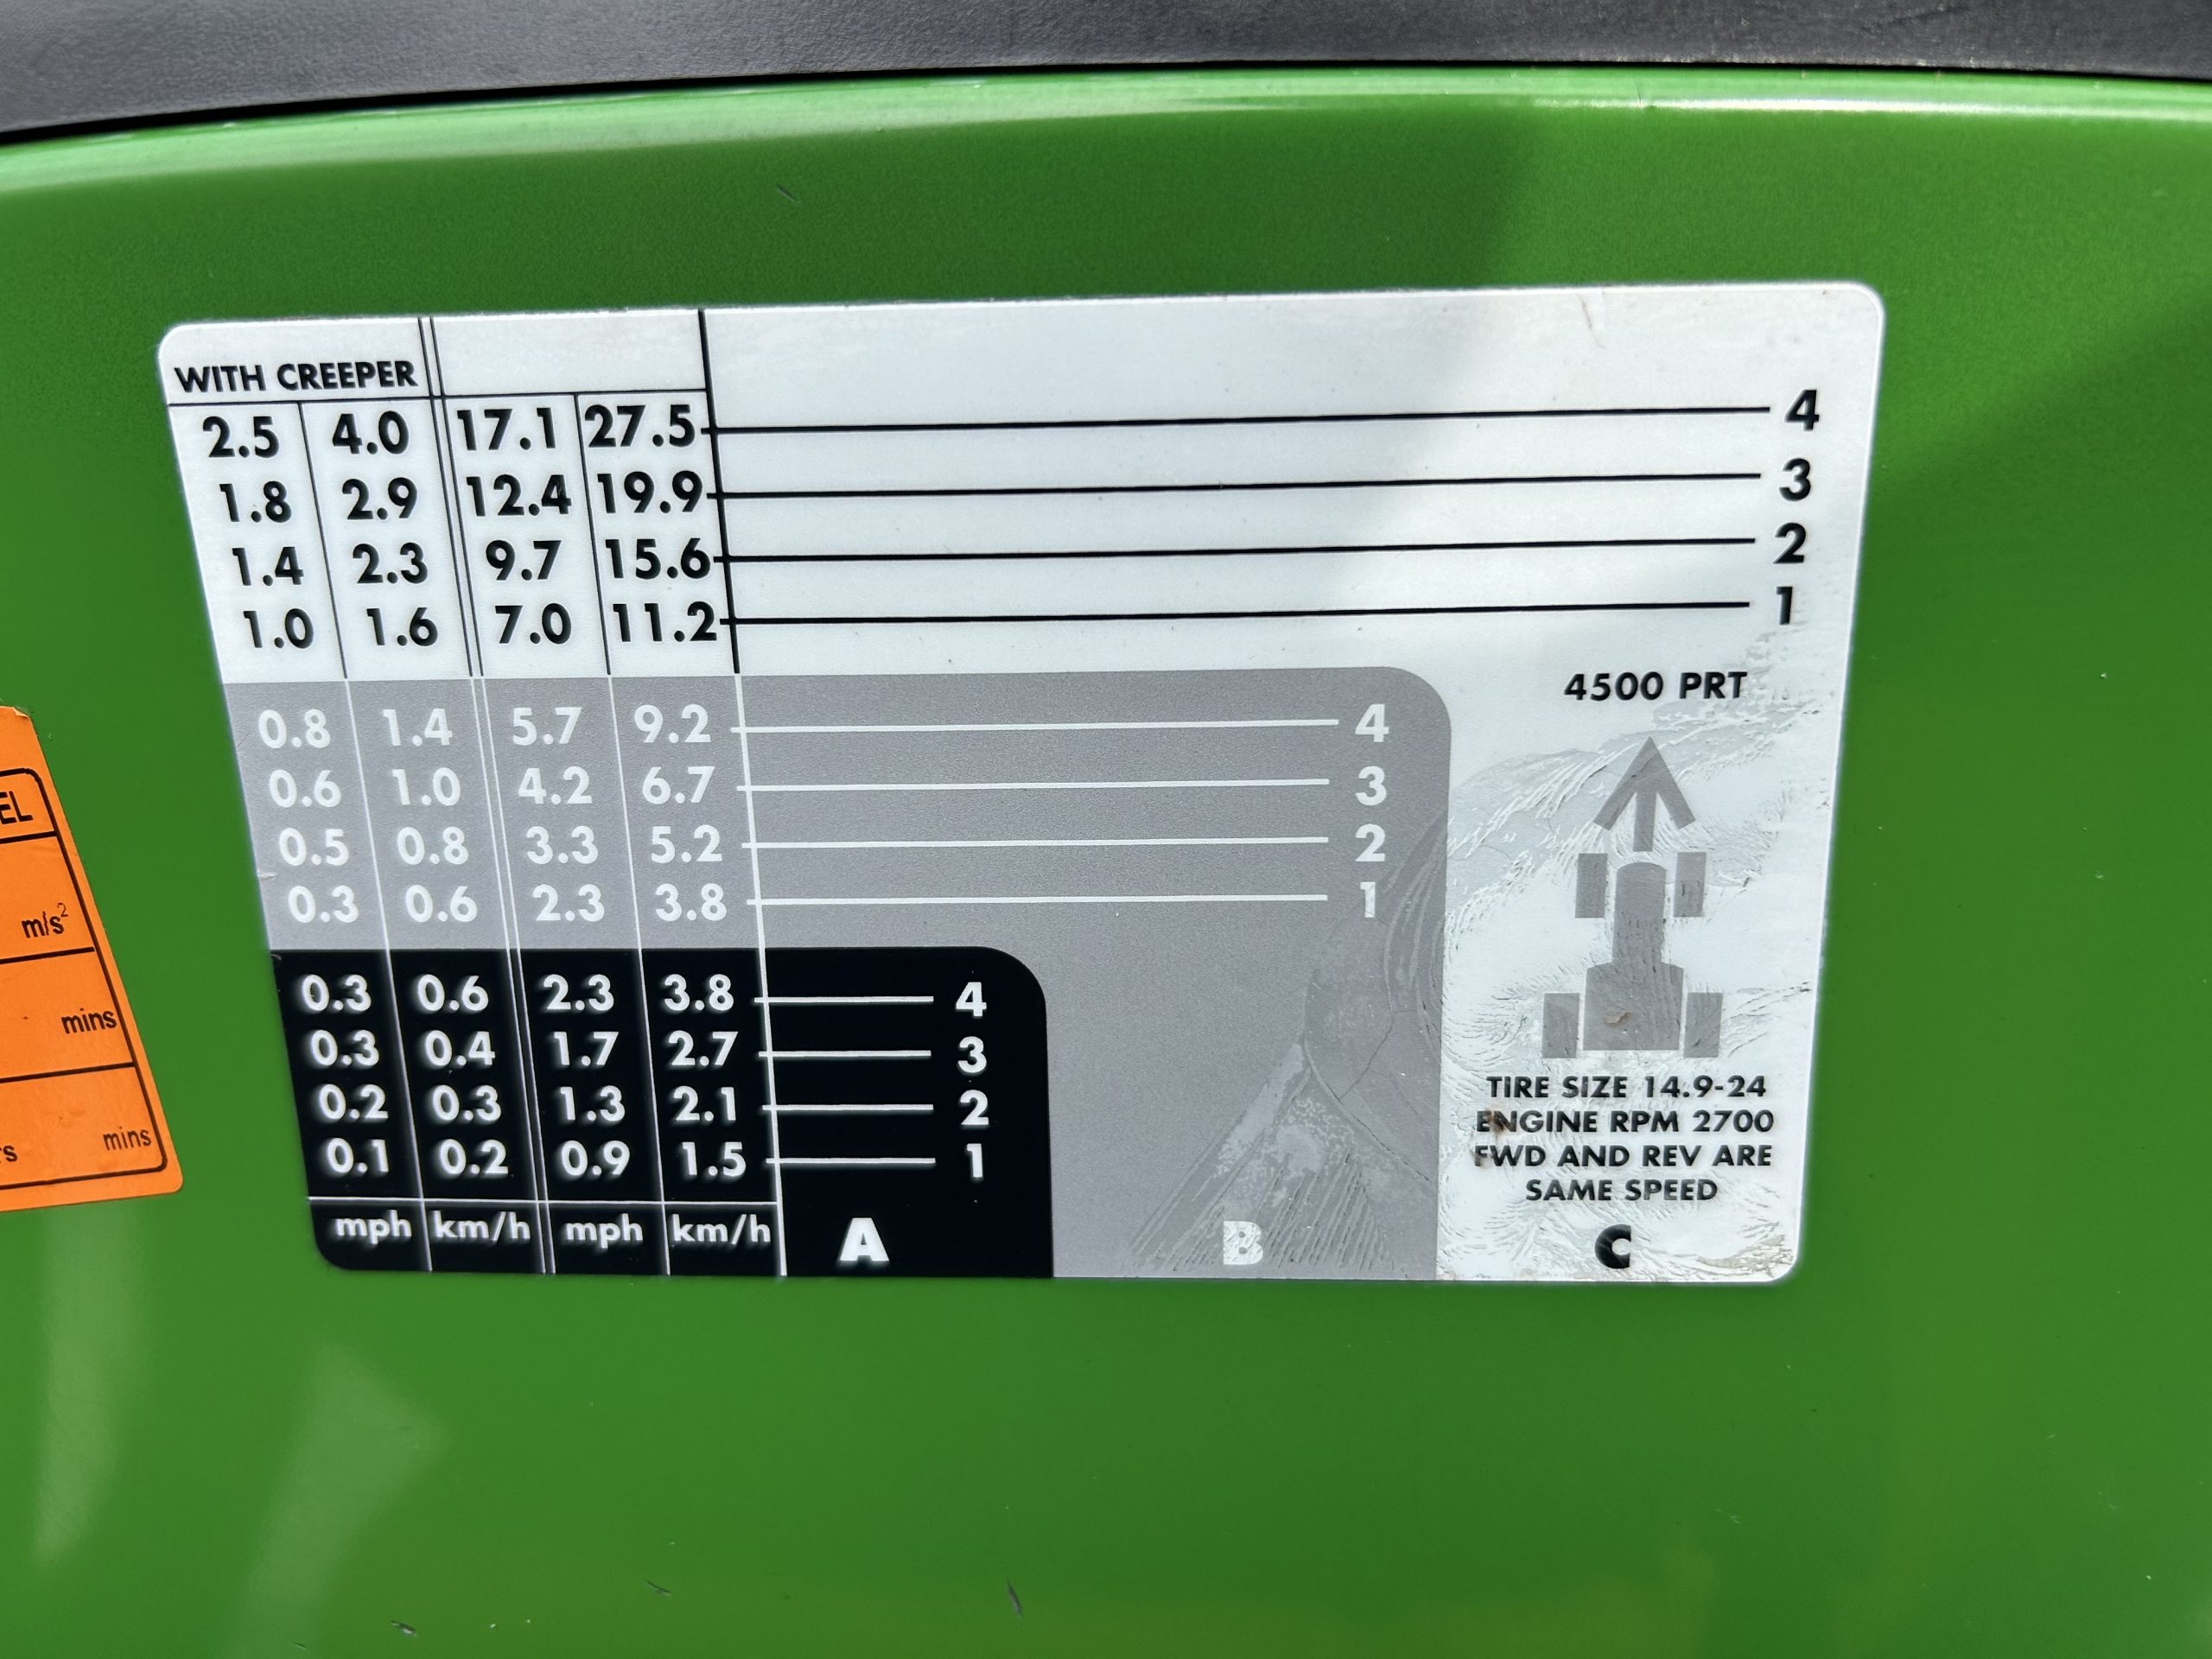 WITH CREEPER
2.5 4.0 17.1 27.5 4
1.8 2.9 12.4 19.9 3
1.4 2.3 9.7 15.6 2
1.0 1.6 7.0 11.2 1
4500 PRT
0.8 1.4 5.7 9.2 4
0.6 1.0 4.2 6.7 3
0.5 0.8 3.3 5.2 2
0.3 0.6 2.3 3.8 1
0.3 0.6 2.3 3.8 4
0.3 0.4 1.7 2.7 3
0.2 0.3 1.3 2.1 2
0.1 0.2 0.9 1.5 1
mph km/h mph km/h A B C
TIRE SIZE 14.9-24
ENGINE RPM 2700
FWD AND REV ARE
SAME SPEED
EL
m/s²
mins
rs mins